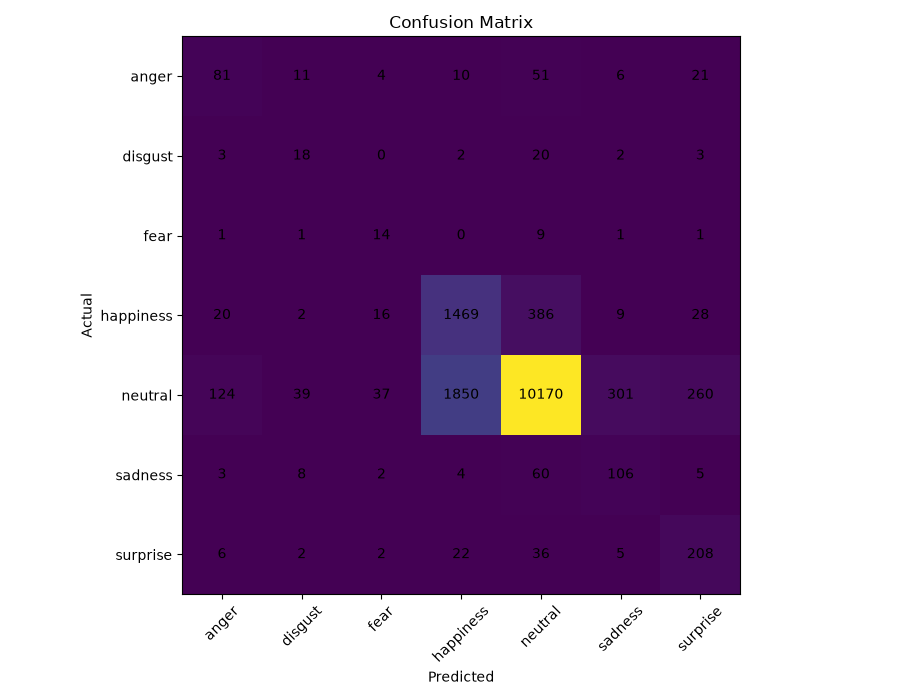 Confusion Matrix
Actual
anger 81 11 4 10 51 6 21
disgust 3 18 0 2 20 2 3
fear 1 1 14 0 9 1 1
happiness 20 2 16 1469 386 9 28
neutral 124 39 37 1850 10170 301 260
sadness 3 8 2 4 60 106 5
surprise 6 2 2 22 36 5 208
anger disgust fear happiness neutral sadness surprise
Predicted